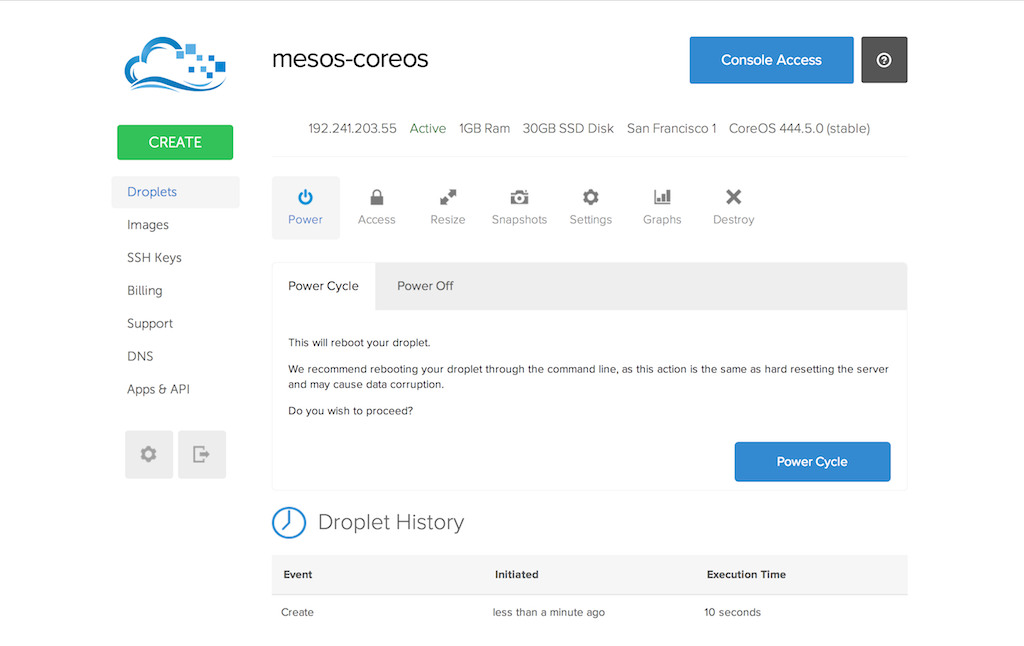 mesos-coreos
Console Access
192.241.203.55 Active 1GB Ram 30GB SSD Disk San Francisco 1 CoreOS 444.5.0 (stable)
CREATE
Droplets
Images
SSH Keys
Billing
Support
DNS
Apps & API
Power Access Resize Snapshots Settings Graphs Destroy
Power Cycle Power Off
This will reboot your droplet.
We recommend rebooting your droplet through the command line, as this action is the same as hard resetting the server
and may cause data corruption.
Do you wish to proceed?
Power Cycle
Droplet History
Event Initiated Execution Time
Create less than a minute ago 10 seconds